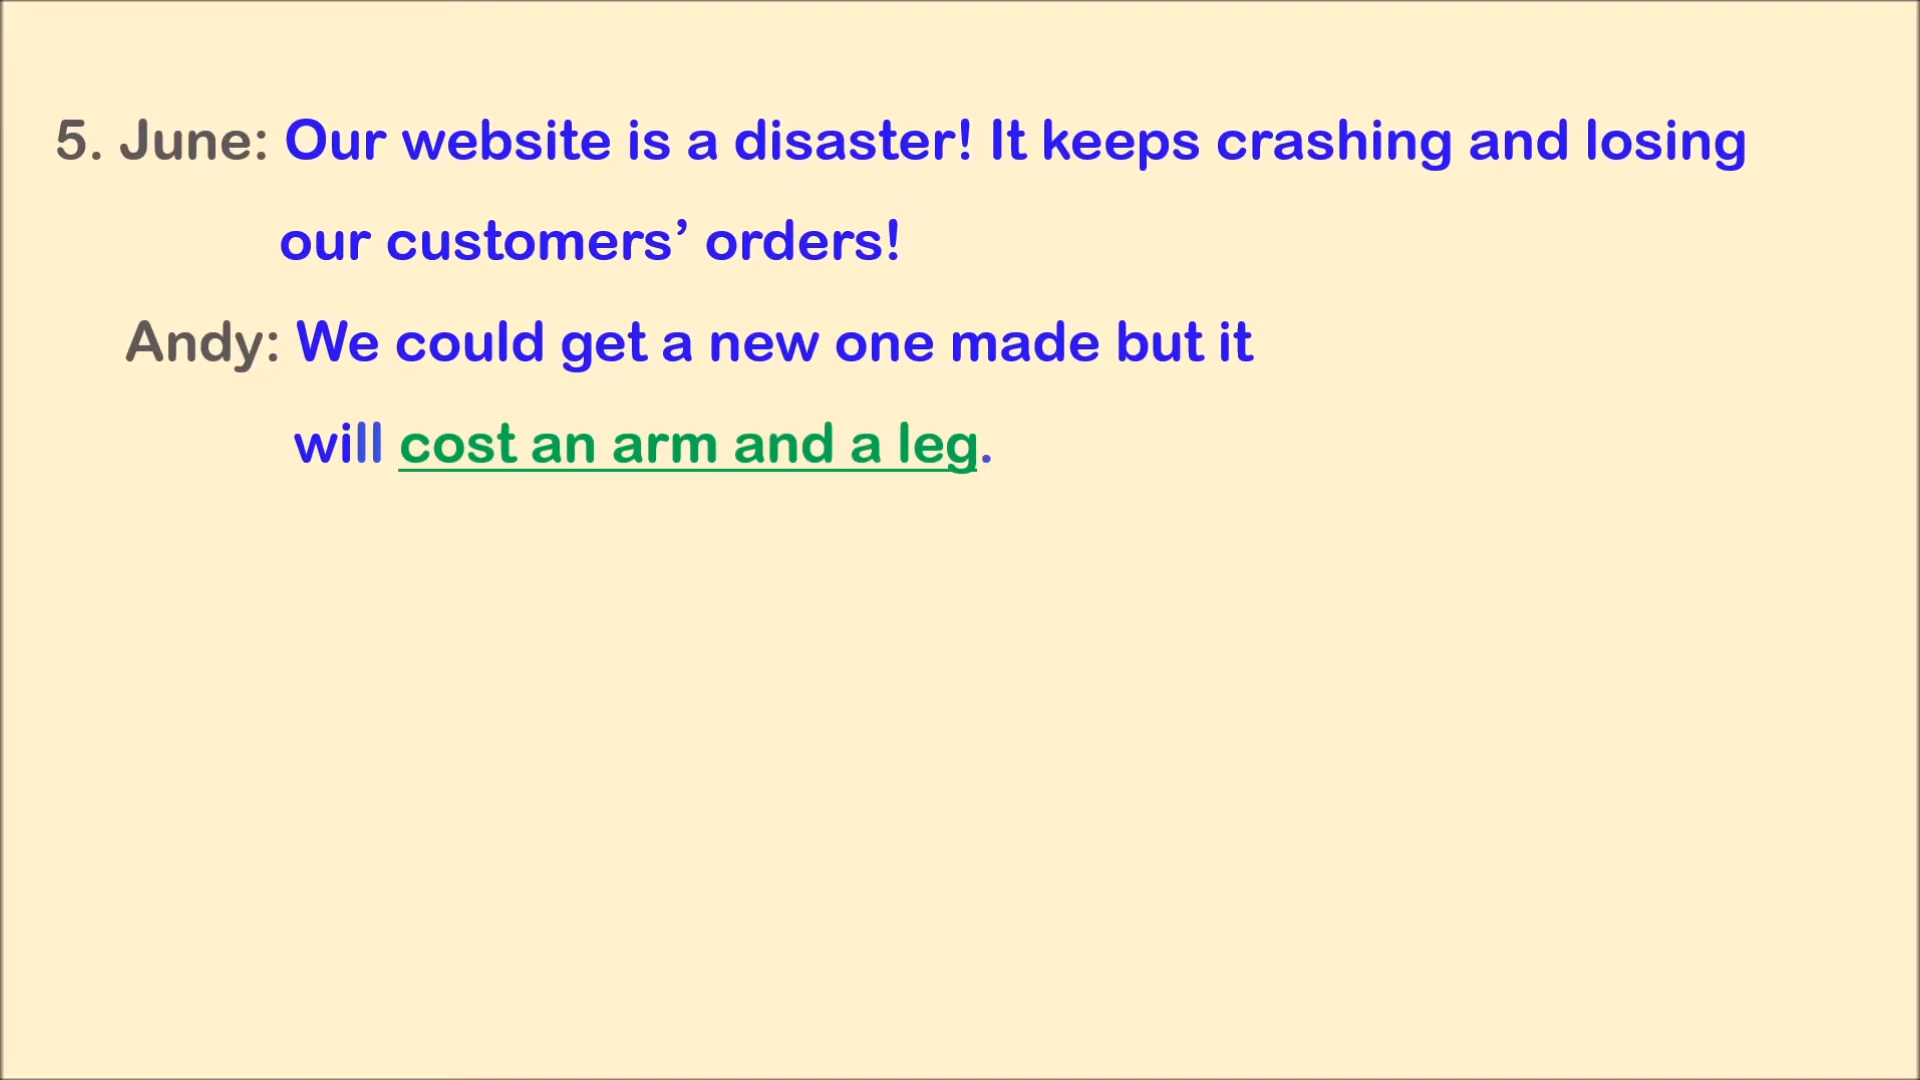 5. June: Our website is a disaster! It keeps crashing and losing
our customers’ orders!
Andy: We could get a new one made but it
will cost an arm and a leg.